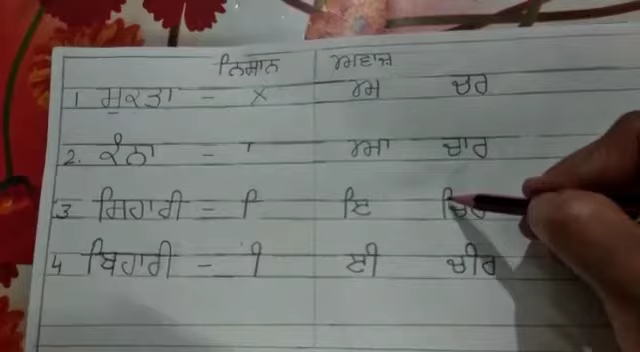 ਨਿਸ਼ਾਨ ਅਵਾਜ਼
1. ਮੁਕਤਾ - × ਅ ਚਰ
2. ਕੰਨਾ - ਾ ਆ ਚਾਰ
3 ਸਿਹਾਰੀ = ਿ ਇ ਚਿਰ
4 ਬਿਹਾਰੀ - ੀ ਈ ਚੀਰ